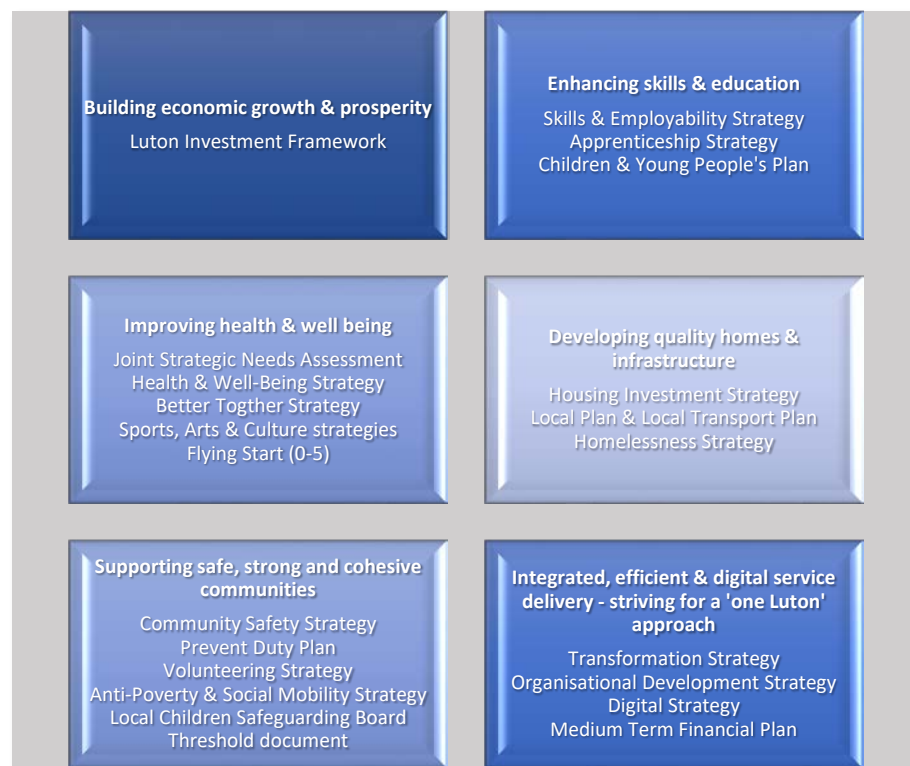 Building economic growth & prosperity
Luton Investment Framework
Enhancing skills & education
Skills & Employability Strategy
Apprenticeship Strategy
Children & Young People's Plan
Improving health & well being
Joint Strategic Needs Assessment
Health & Well-Being Strategy
Better Togther Strategy
Sports, Arts & Culture strategies
Flying Start (0-5)
Developing quality homes &
infrastructure
Housing Investment Strategy
Local Plan & Local Transport Plan
Homelessness Strategy
Supporting safe, strong and cohesive
communities
Community Safety Strategy
Prevent Duty Plan
Volunteering Strategy
Anti-Poverty & Social Mobility Strategy
Local Children Safeguarding Board
Threshold document
Integrated, efficient & digital service
delivery - striving for a 'one Luton'
approach
Transformation Strategy
Organisational Development Strategy
Digital Strategy
Medium Term Financial Plan